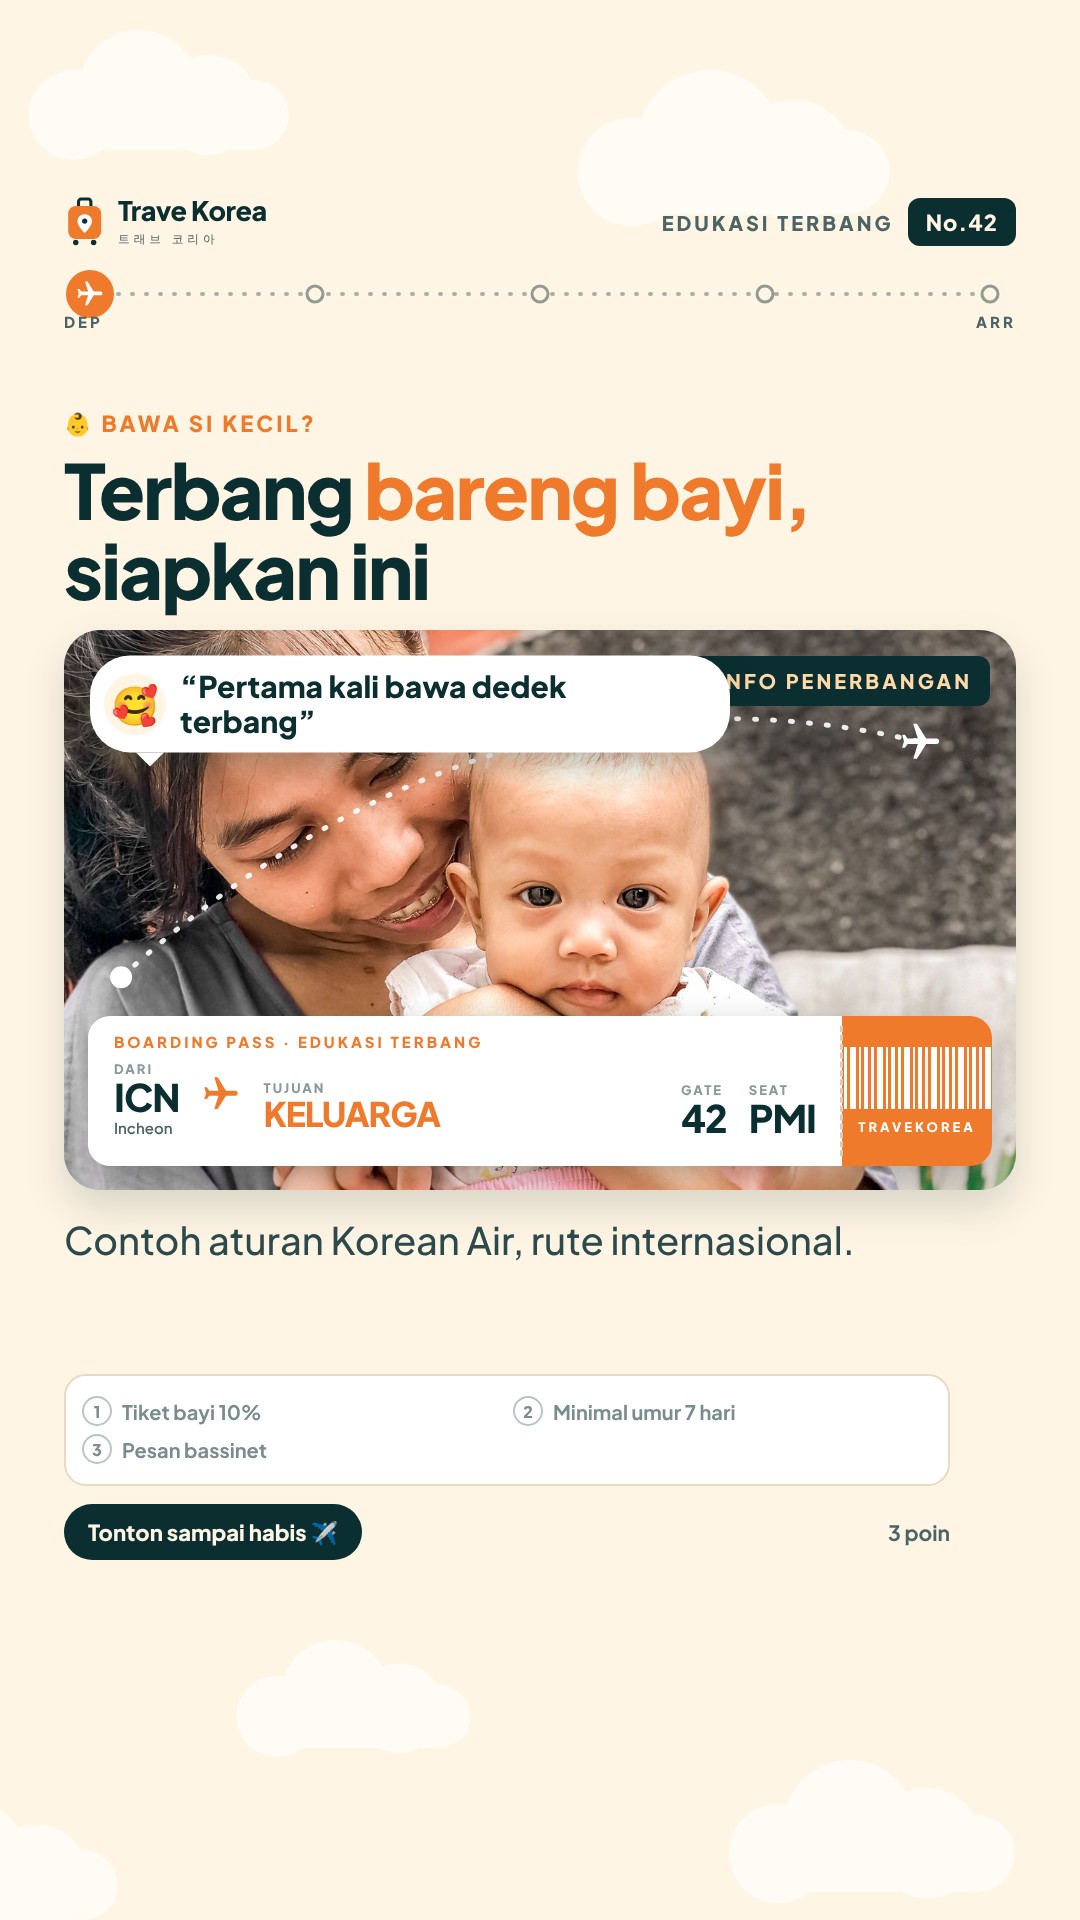 Trave Korea
트래브 코리아
EDUKASI TERBANG
No.42
DEP
ARR
👶 BAWA SI KECIL?
Terbang bareng bayi,
siapkan ini
“Pertama kali bawa dedek
terbang”
NFO PENERBANGAN
BOARDING PASS · EDUKASI TERBANG
DARI
ICN
Incheon
TUJUAN
KELUARGA
GATE
42
SEAT
PMI
TRAVEKOREA
Contoh aturan Korean Air, rute internasional.
1 Tiket bayi 10%
2 Minimal umur 7 hari
3 Pesan bassinet
Tonton sampai habis ✈️
3 poin